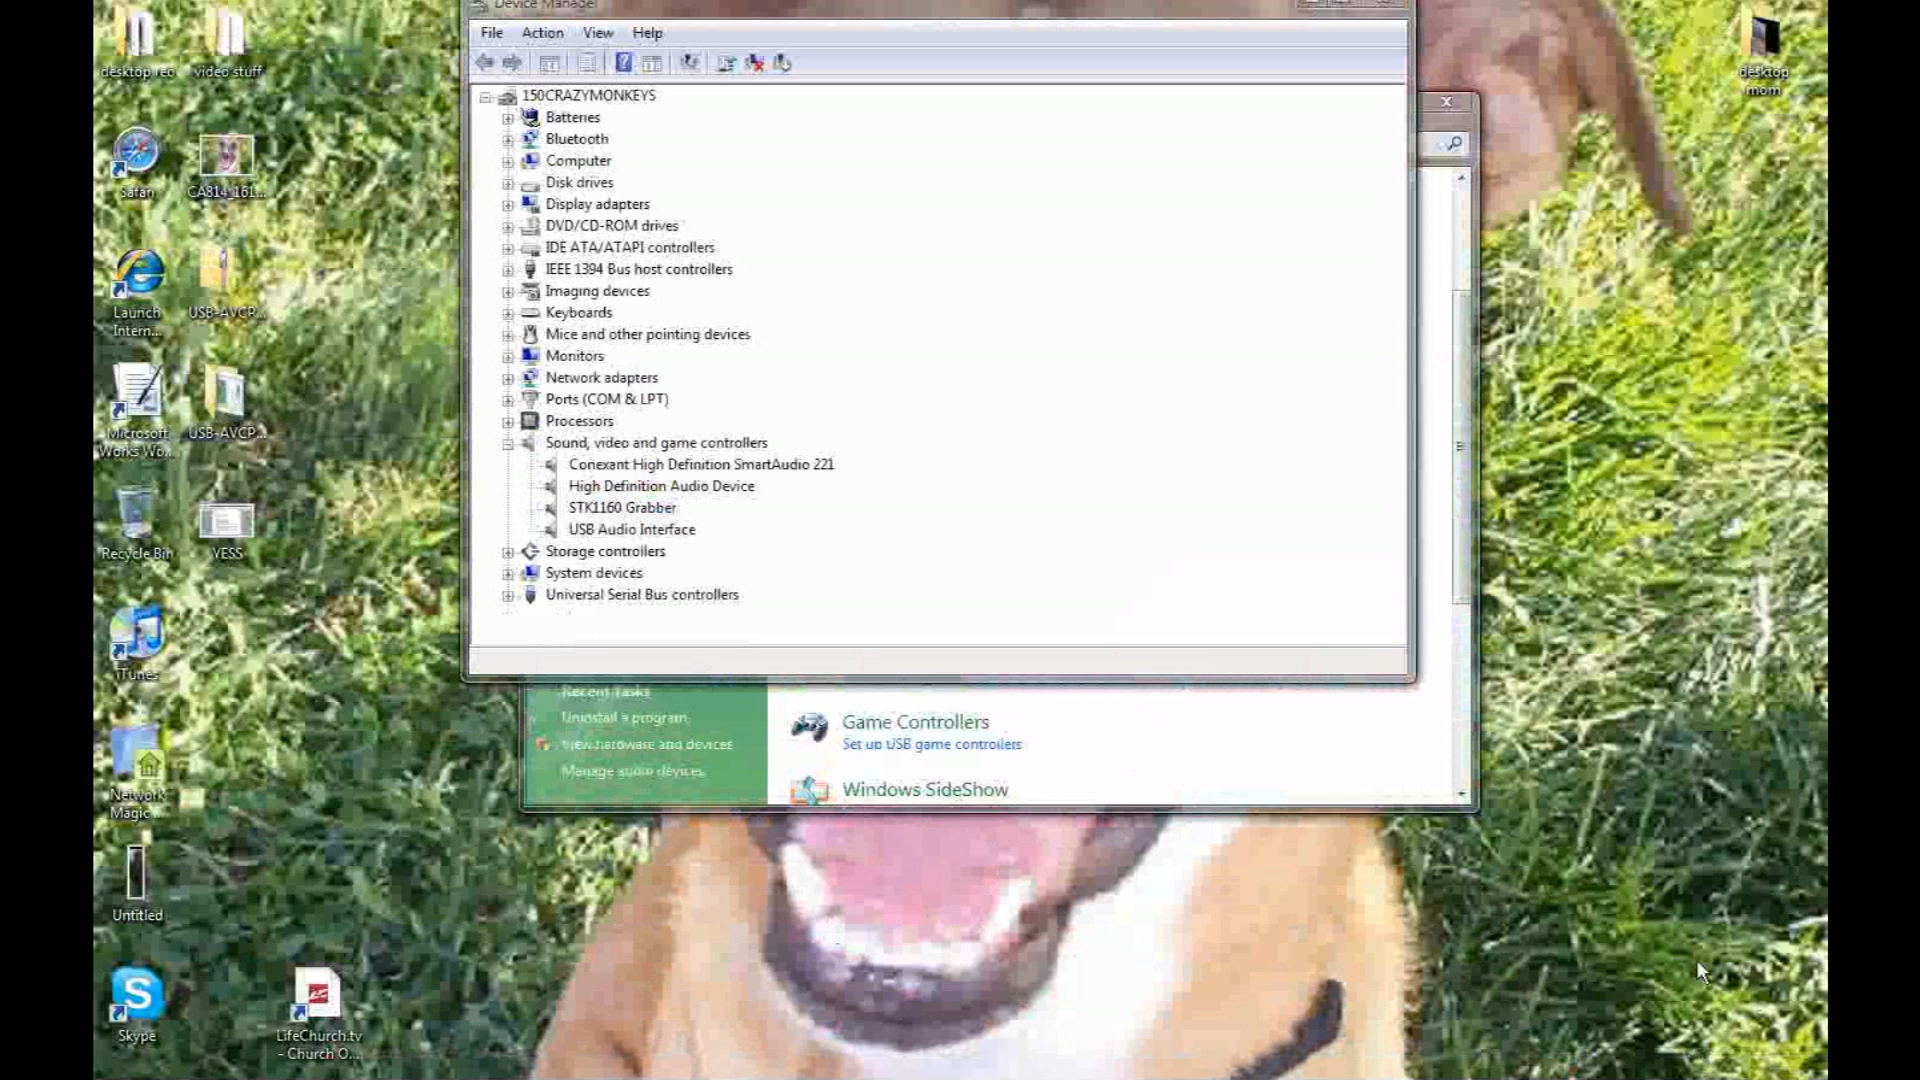 Device Manager
File Action View Help
150CRAZYMONKEYS
Batteries
Bluetooth
Computer
Disk drives
Display adapters
DVD/CD-ROM drives
IDE ATA/ATAPI controllers
IEEE 1394 Bus host controllers
Imaging devices
Keyboards
Mice and other pointing devices
Monitors
Network adapters
Ports (COM & LPT)
Processors
Sound, video and game controllers
Conexant High Definition SmartAudio 221
High Definition Audio Device
STK1160 Grabber
USB Audio Interface
Storage controllers
System devices
Universal Serial Bus controllers
Recent Tasks
Uninstall a program
View hardware and devices
Manage audio devices
Game Controllers
Set up USB game controllers
Windows SideShow
desktop
video stuff
Safari
CA814_161...
Launch
Intern...
USB-AVCP...
Microsoft
Works Wo...
USB-AVCP...
Recycle Bin
YESS
iTunes
Network
Magic
Untitled
Skype
LifeChurch.tv
- Church O...
desktop
mom